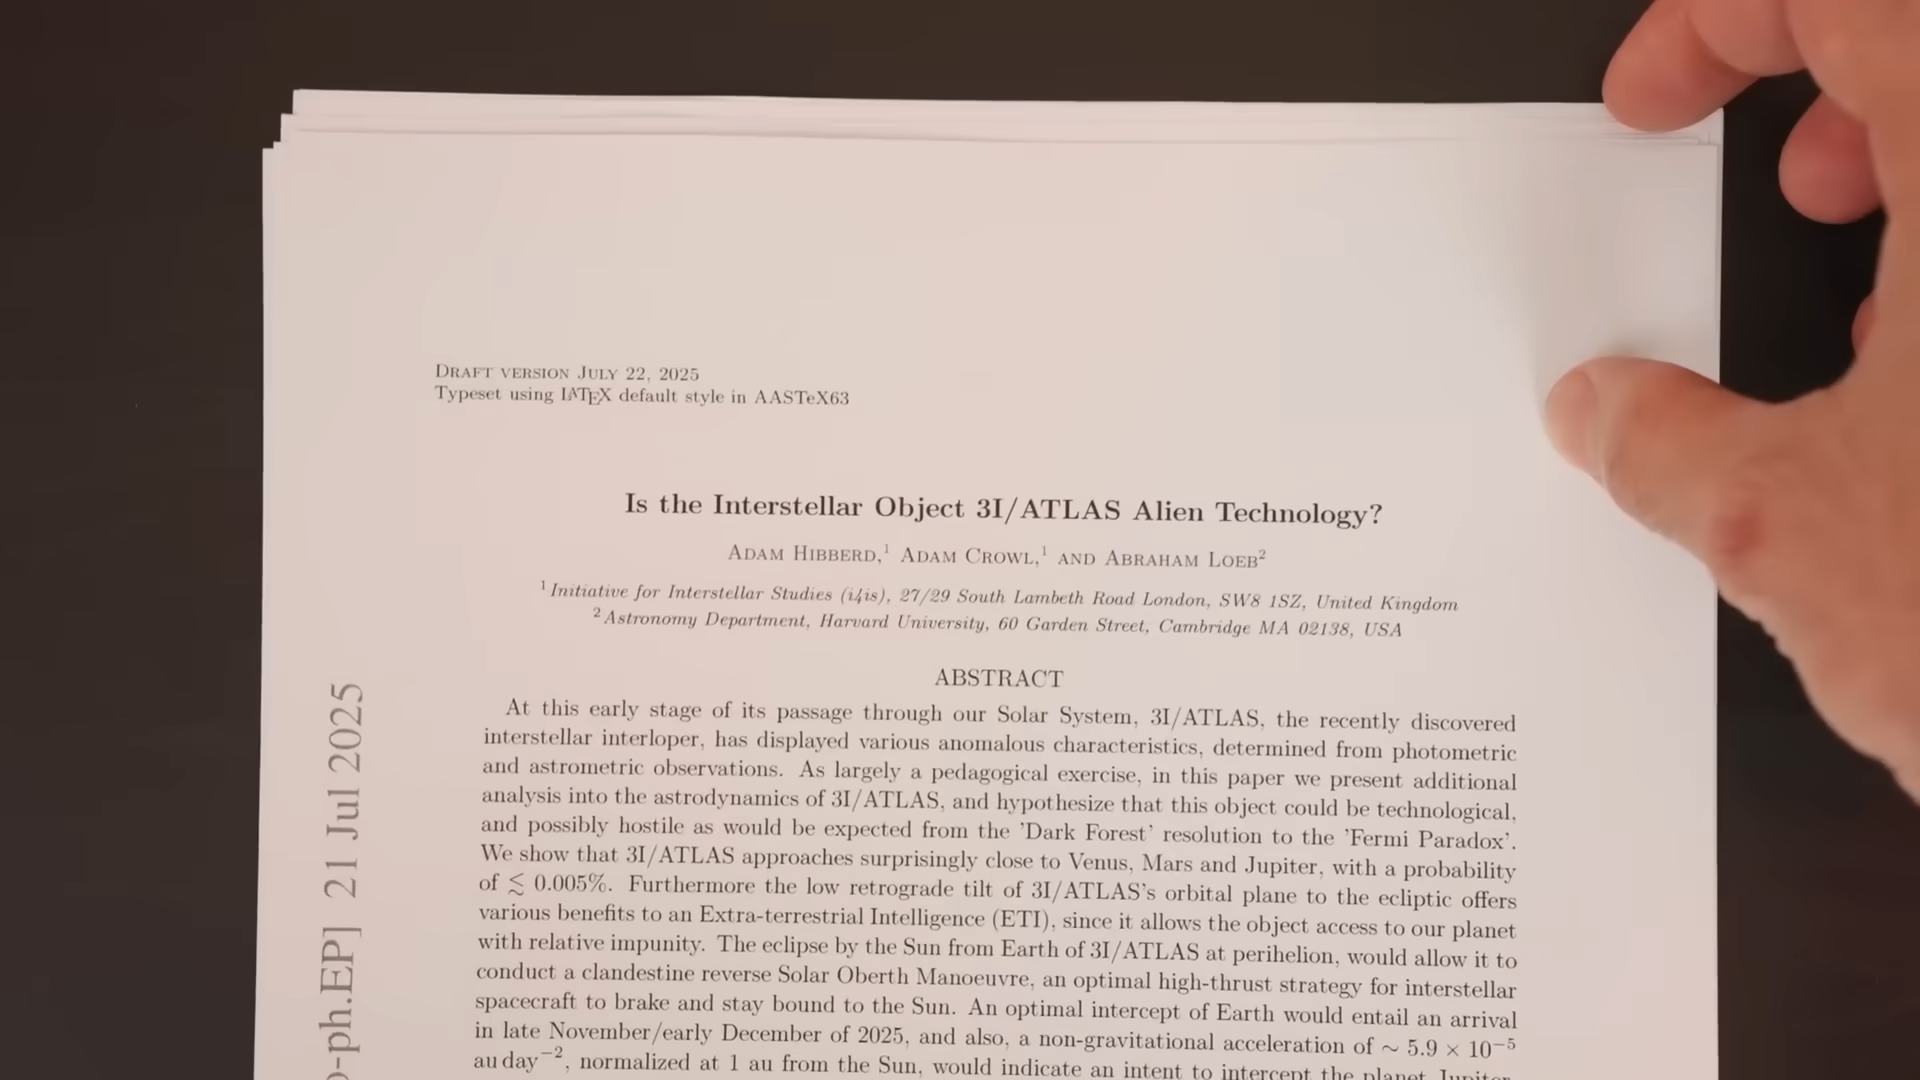 DRAFT VERSION JULY 22, 2025
Typeset using LATEX default style in AASTeX63
Is the Interstellar Object 3I/ATLAS Alien Technology?
ADAM HIBBERD,1 ADAM CROWL,1 AND ABRAHAM LOEB2
1 Initiative for Interstellar Studies (i4is), 27/29 South Lambeth Road London, SW8 1SZ, United Kingdom
2 Astronomy Department, Harvard University, 60 Garden Street, Cambridge MA 02138, USA
ABSTRACT
At this early stage of its passage through our Solar System, 3I/ATLAS, the recently discovered
interstellar interloper, has displayed various anomalous characteristics, determined from photometric
and astrometric observations. As largely a pedagogical exercise, in this paper we present additional
analysis into the astrodynamics of 3I/ATLAS, and hypothesize that this object could be technological,
and possibly hostile as would be expected from the 'Dark Forest' resolution to the 'Fermi Paradox'.
We show that 3I/ATLAS approaches surprisingly close to Venus, Mars and Jupiter, with a probability
of ≲ 0.005%. Furthermore the low retrograde tilt of 3I/ATLAS's orbital plane to the ecliptic offers
various benefits to an Extra-terrestrial Intelligence (ETI), since it allows the object access to our planet
with relative impunity. The eclipse by the Sun from Earth of 3I/ATLAS at perihelion, would allow it to
conduct a clandestine reverse Solar Oberth Manoeuvre, an optimal high-thrust strategy for interstellar
spacecraft to brake and stay bound to the Sun. An optimal intercept of Earth would entail an arrival
in late November/early December of 2025, and also, a non-gravitational acceleration of ∼ 5.9 × 10−5
au day−2, normalized at 1 au from the Sun, would indicate an intent to intercept the planet Jupiter,
o-ph.EP] 21 Jul 2025